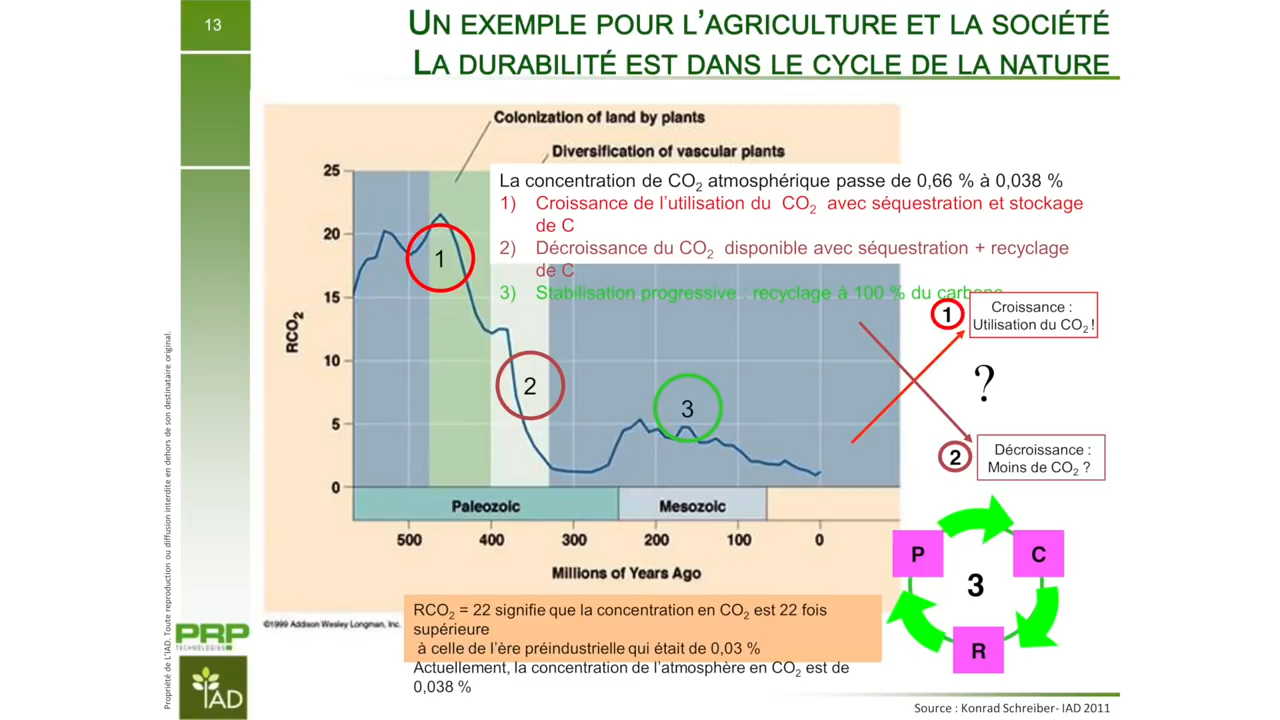 13
UN EXEMPLE POUR L'AGRICULTURE ET LA SOCIÉTÉ
LA DURABILITÉ EST DANS LE CYCLE DE LA NATURE
Colonization of land by plants
Diversification of vascular plants
La concentration de CO₂ atmosphérique passe de 0,66 % à 0,038 %
1) Croissance de l'utilisation du CO₂ avec séquestration et stockage
de C
2) Décroissance du CO₂ disponible avec séquestration + recyclage
de C
3) Stabilisation progressive : recyclage à 100 % du carbone
25
20
15
10
5
0
RCO₂
1
2
3
1
Croissance :
Utilisation du CO₂ !
?
2
Décroissance :
Moins de CO₂ ?
Paleozoic
Mesozoic
500 400 300 200 100 0
Millions of Years Ago
P
C
3
R
RCO₂ = 22 signifie que la concentration en CO₂ est 22 fois
supérieure
à celle de l'ère préindustrielle qui était de 0,03 %
Actuellement, la concentration de l'atmosphère en CO₂ est de
0,038 %
©1999 Addison Wesley Longman, Inc.
Propriété de L'IAD. Toute reproduction ou diffusion interdite en dehors de son destinataire original.
PRP
TECHNOLOGIES
IAD
Source : Konrad Schreiber- IAD 2011